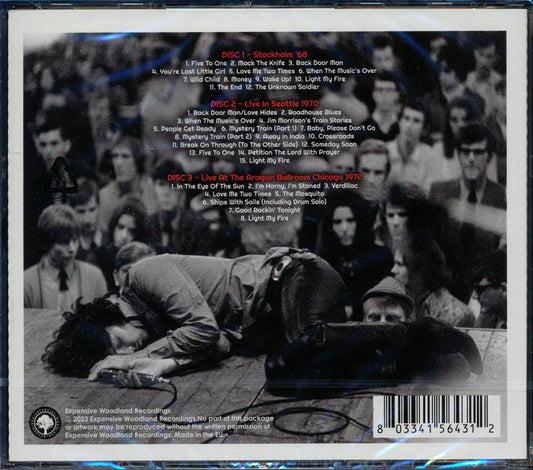 DISC 1 – Stockholm '68
1. Five To One 2. Mack The Knife 3. Back Door Man
4. You're Lost Little Girl 5. Love Me Two Times 6. When The Music's Over
7. Wild Child 8. Money 9. Wake Up! 10. Light My Fire
11. The End 12. The Unknown Soldier
DISC 2 – Live In Seattle 1970
1. Back Door Man/Love Hides 2. Roadhouse Blues
3. When The Music's Over 4. Jim Morrison's Train Stories
5. People Get Ready 6. Mystery Train (Part 1) 7. Baby, Please Don't Go
8. Mystery Train (Part 2) 9. Away In India 10. Crossroads
11. Break On Through (To The Other Side) 12. Someday Soon
13. Five To One 14. Petition The Lord With Prayer
15. Light My Fire
DISC 3 – Live At The Aragon Ballroom Chicago 1972
1. In The Eye Of The Sun 2. I'm Horny, I'm Stoned 3. Verdilac
4. Love Me Two Times 5. The Mosquito
6. Ships With Sails (Including Drum Solo)
7. Good Rockin' Tonight
8. Light My Fire
Expensive Woodland Recordings.
© 2023 Expensive Woodland Recordings No part of this package
or artwork may be reproduced without the written permission of
Expensive Woodland Recordings. Made in the EU.
8 03341 56431 2